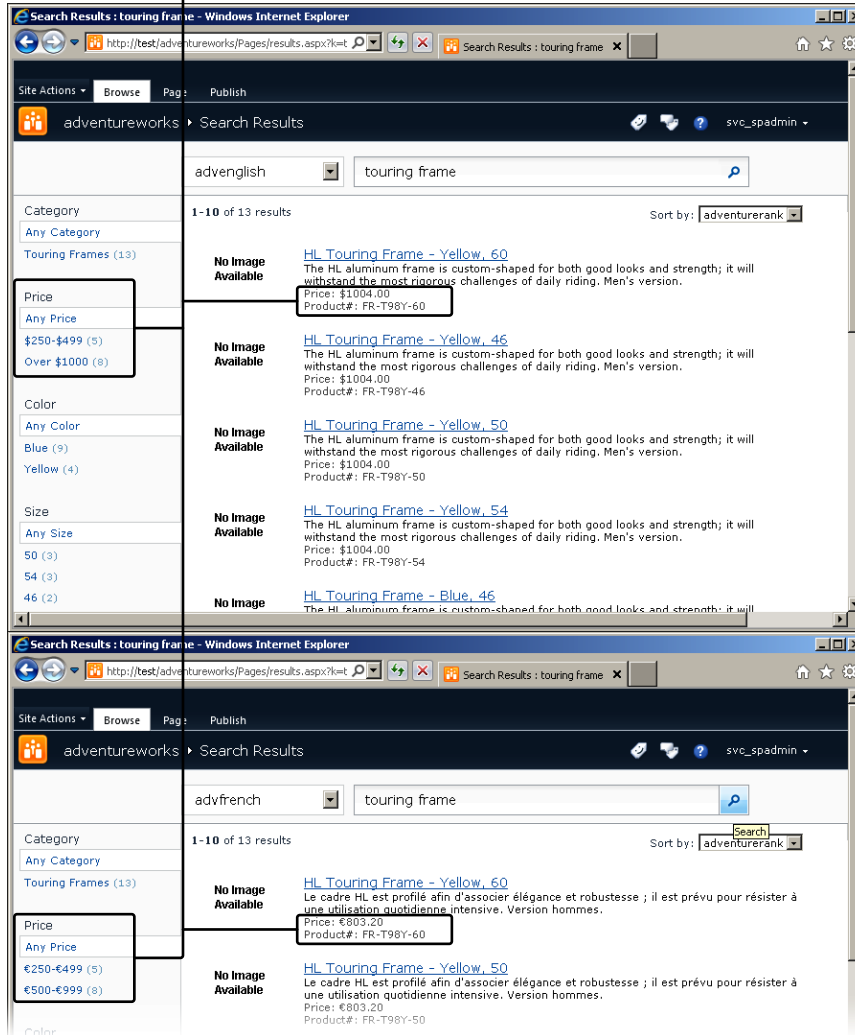 Search Results : touring frame - Windows Internet Explorer
http://test/adventureworks/Pages/results.aspx?k=t
Search Results : touring frame
Site Actions
Browse
Page
Publish
adventureworks
Search Results
svc_spadmin
advenglish
touring frame
Category
Any Category
Touring Frames (13)
Price
Any Price
$250-$499 (5)
Over $1000 (8)
Color
Any Color
Blue (9)
Yellow (4)
Size
Any Size
50 (3)
54 (3)
46 (2)
1-10 of 13 results
Sort by: adventurerank
No Image
Available
HL Touring Frame - Yellow, 60
The HL aluminum frame is custom-shaped for both good looks and strength; it will
withstand the most rigorous challenges of daily riding. Men's version.
Price: $1004.00
Product#: FR-T98Y-60
No Image
Available
HL Touring Frame - Yellow, 46
The HL aluminum frame is custom-shaped for both good looks and strength; it will
withstand the most rigorous challenges of daily riding. Men's version.
Price: $1004.00
Product#: FR-T98Y-46
No Image
Available
HL Touring Frame - Yellow, 50
The HL aluminum frame is custom-shaped for both good looks and strength; it will
withstand the most rigorous challenges of daily riding. Men's version.
Price: $1004.00
Product#: FR-T98Y-50
No Image
Available
HL Touring Frame - Yellow, 54
The HL aluminum frame is custom-shaped for both good looks and strength; it will
withstand the most rigorous challenges of daily riding. Men's version.
Price: $1004.00
Product#: FR-T98Y-54
No Image
HL Touring Frame - Blue, 46
The HL aluminum frame is custom-shaped for both good looks and strength; it will
Search Results : touring frame - Windows Internet Explorer
http://test/adventureworks/Pages/results.aspx?k=t
Search Results : touring frame
Site Actions
Browse
Page
Publish
adventureworks
Search Results
svc_spadmin
advfrench
touring frame
Search
Category
Any Category
Touring Frames (13)
Price
Any Price
€250-€499 (5)
€500-€999 (8)
Color
1-10 of 13 results
Sort by: adventurerank
No Image
Available
HL Touring Frame - Yellow, 60
Le cadre HL est profilé afin d'associer élégance et robustesse ; il est prévu pour résister à
une utilisation quotidienne intensive. Version hommes.
Price: €803.20
Product#: FR-T98Y-60
No Image
Available
HL Touring Frame - Yellow, 50
Le cadre HL est profilé afin d'associer élégance et robustesse ; il est prévu pour résister à
une utilisation quotidienne intensive. Version hommes.
Price: €803.20
Product#: FR-T98Y-50